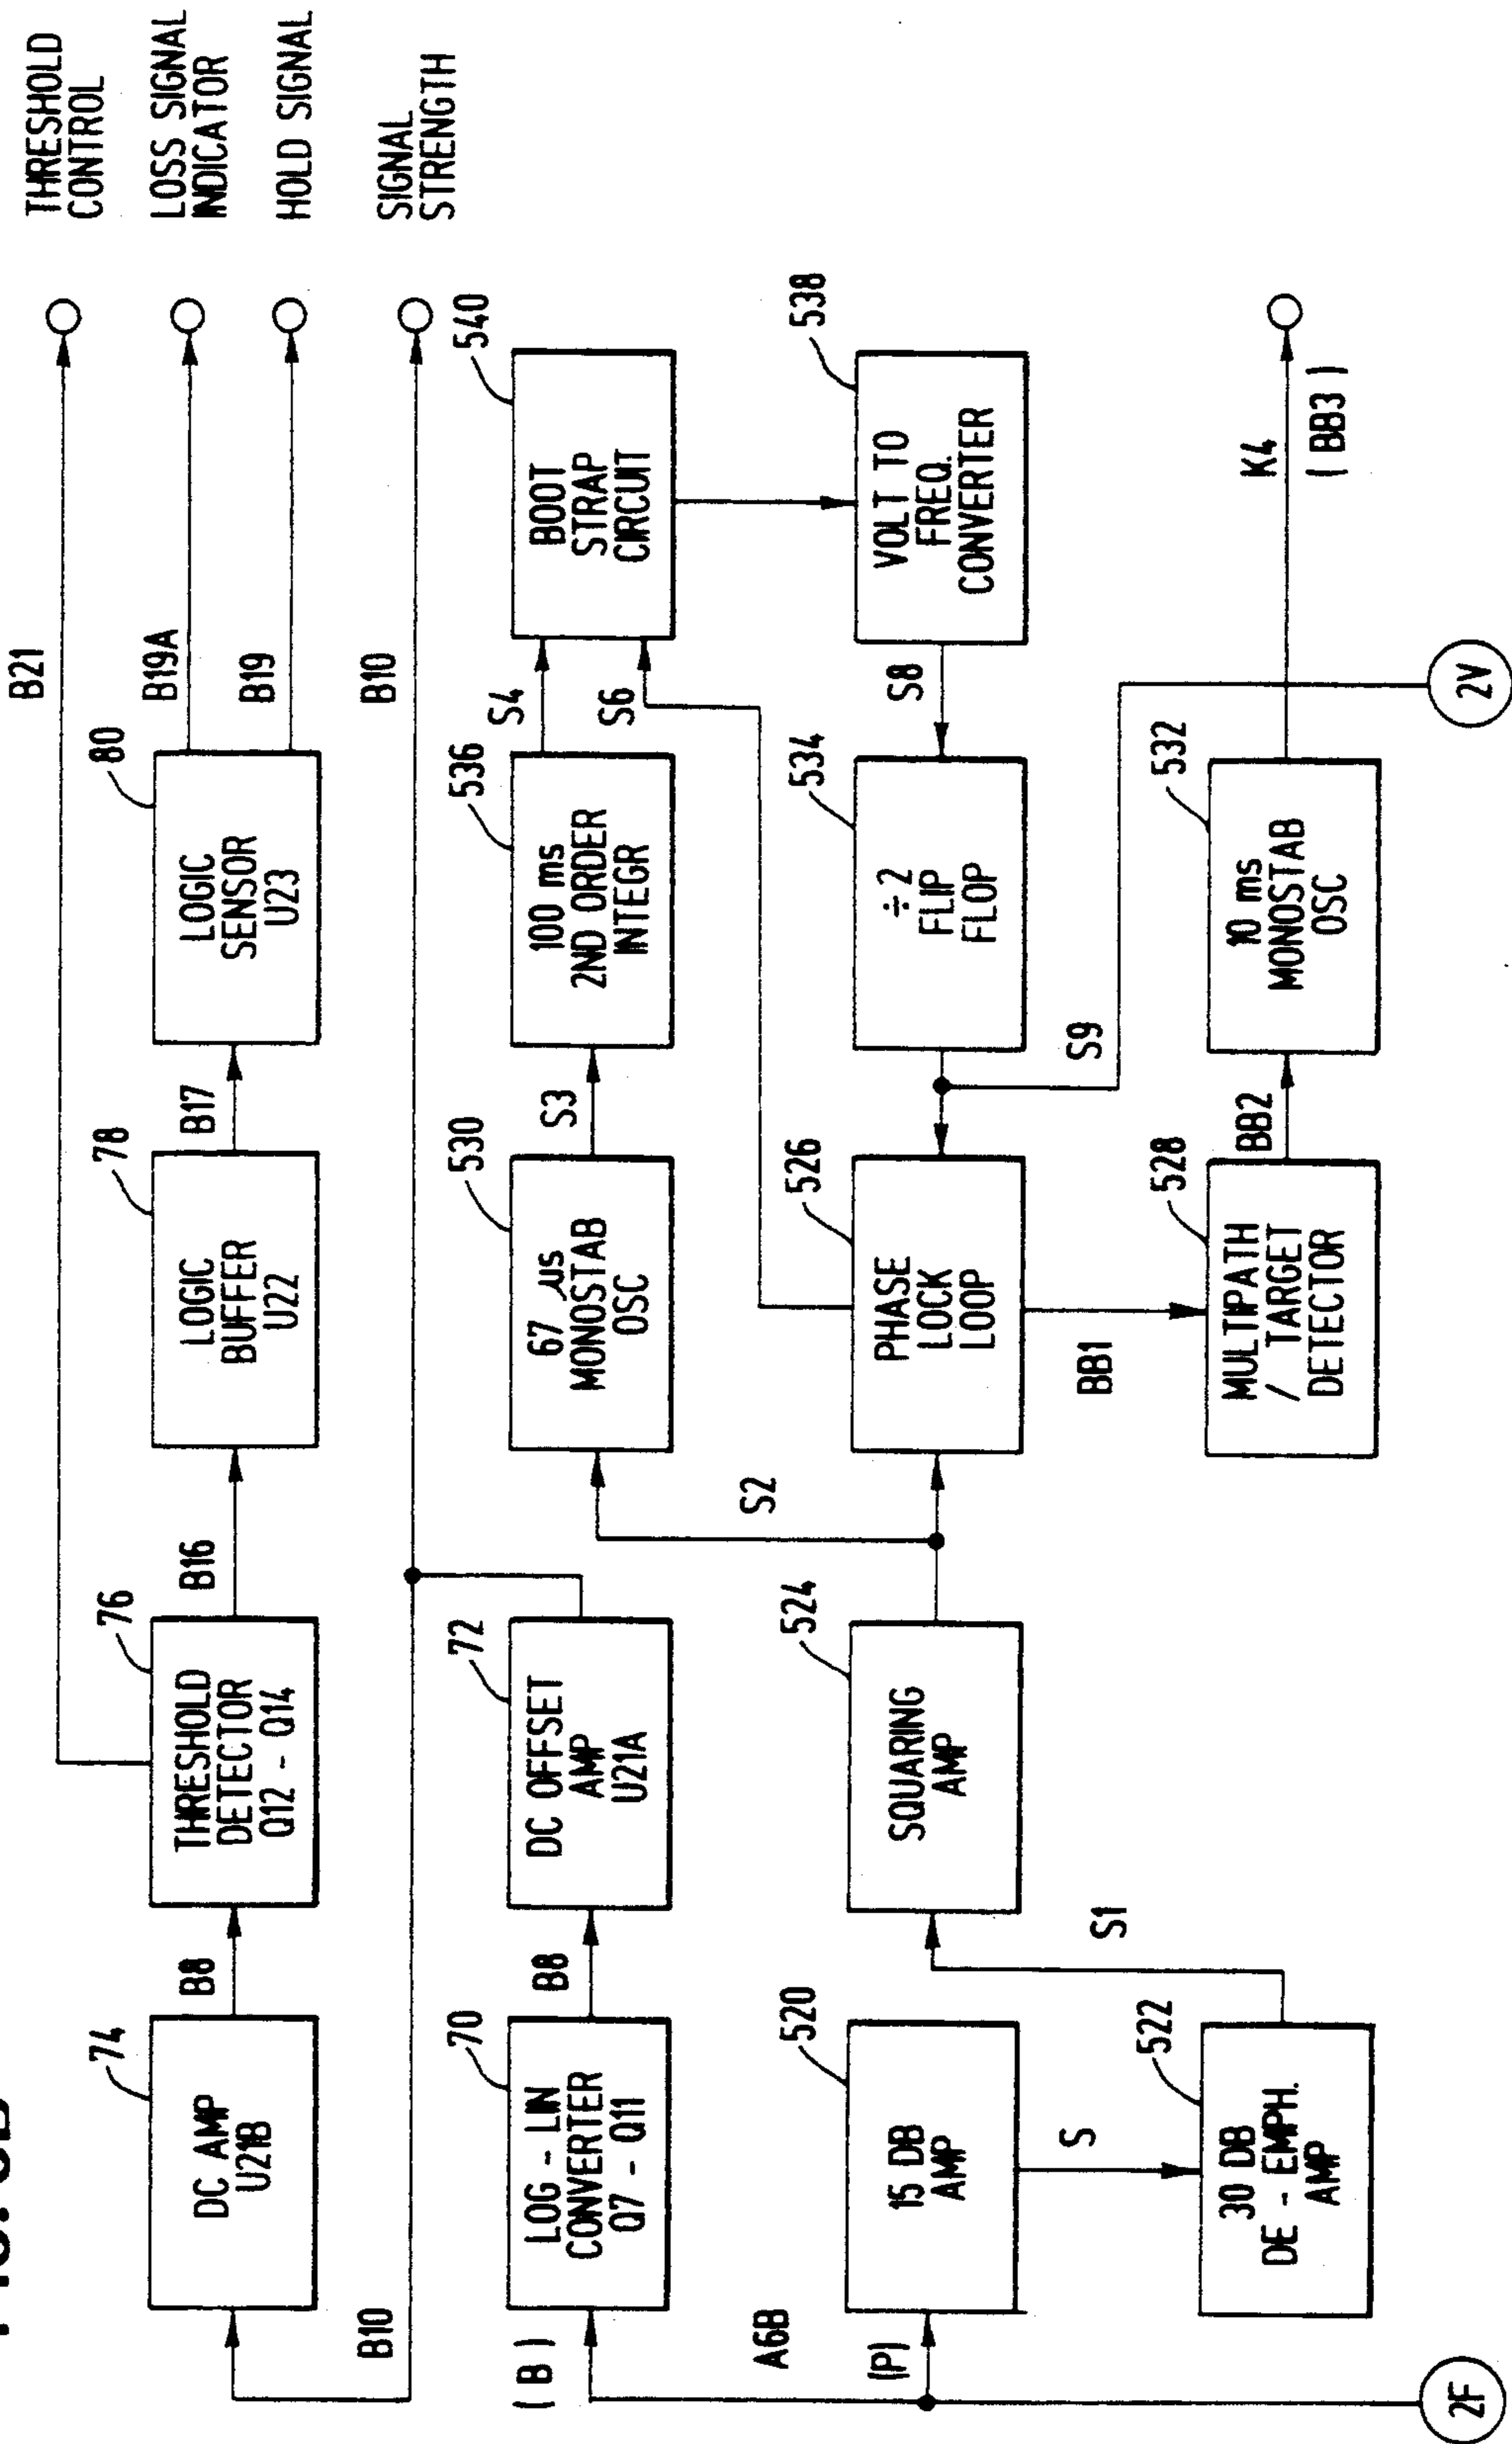 B21
THRESHOLD
CONTROL
74
DC AMP
U21B
B8
76
THRESHOLD
DETECTOR
Q12 - Q14
B16
78
LOGIC
BUFFER
U22
B17
80
LOGIC
SENSOR
U23
B19A
LOSS SIGNAL
INDICATOR
B19
HOLD SIGNAL
B10
B10
SIGNAL
STRENGTH
( B )
70
LOG - LIN
CONVERTER
Q7 - Q11
B8
72
DC OFFSET
AMP
U21A
530
67 µs
MONOSTAB
OSC
S3
536
100 ms
2ND ORDER
INTEGR
S4
S6
540
BOOT
STRAP
CIRCUIT
A6B
(P)
520
15 DB
AMP
524
SQUARING
AMP
S2
526
PHASE
LOCK
LOOP
534
÷ 2
FLIP
FLOP
S8
538
VOLT TO
FREQ.
CONVERTER
S
S1
BB1
S9
522
30 DB
DE - EMPH.
AMP
528
MULTIPATH
/ TARGET
DETECTOR
BB2
532
10 ms
MONOSTAB
OSC
K4
( BB3 )
2F
2V